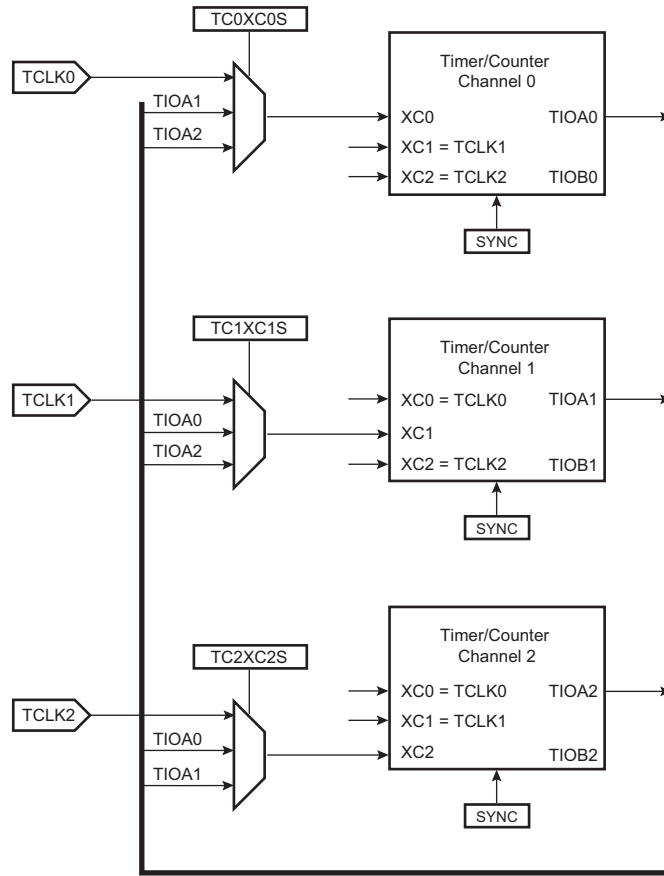 TC0XC0S
Timer/Counter
Channel 0
TCLK0
TIOA1
XC0
TIOA0
TIOA2
XC1 = TCLK1
XC2 = TCLK2
TIOB0
SYNC
TC1XC1S
Timer/Counter
Channel 1
TCLK1
XC0 = TCLK0
TIOA1
TIOA0
XC1
TIOA2
XC2 = TCLK2
TIOB1
SYNC
Timer/Counter
Channel 2
TC2XC2S
XC0 = TCLK0
TIOA2
TCLK2
XC1 = TCLK1
TIOA0
XC2
TIOB2
TIOA1
SYNC